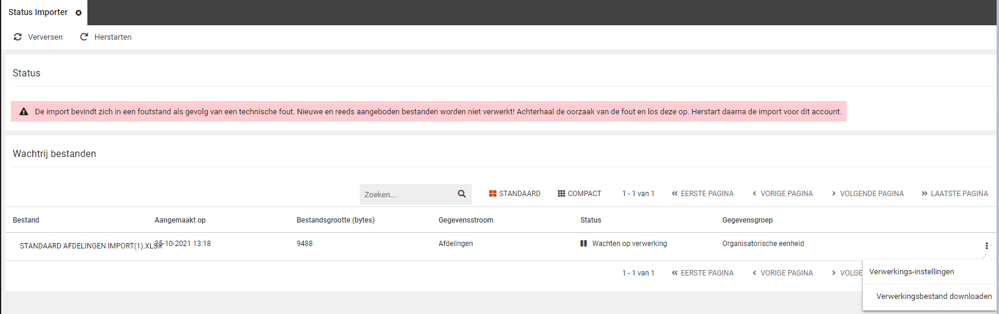 Status Importer
Verversen Herstarten
Status
De import bevindt zich in een foutstand als gevolg van een technische fout. Nieuwe en reeds aangeboden bestanden worden niet verwerkt! Achterhaal de oorzaak van de fout en los deze op. Herstart daarna de import voor dit account.
Wachtrij bestanden
Zoeken... STANDAARD COMPACT 1 - 1 van 1 EERSTE PAGINA VORIGE PAGINA VOLGENDE PAGINA LAATSTE PAGINA
Bestand Aangemaakt op Bestandsgrootte (bytes) Gegevensstroom Status Gegevensgroep
STANDAARD AFDELINGEN IMPORT(1).XLSX 25-10-2021 13:18 9488 Afdelingen Wachten op verwerking Organisatorische eenheid
1 - 1 van 1 EERSTE PAGINA VORIGE PAGINA VOLGE
Verwerkings-instellingen
Verwerkingsbestand downloaden